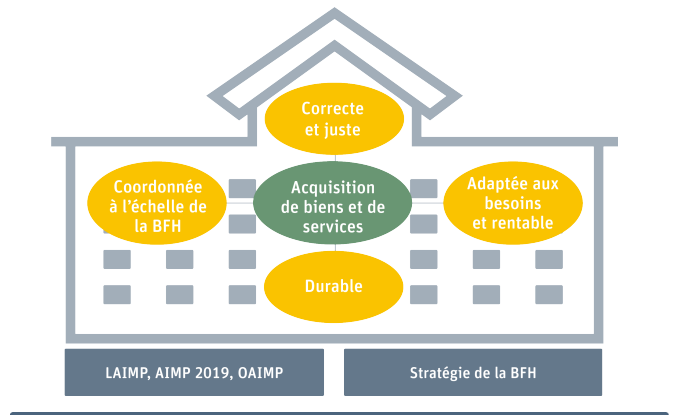 Correcte
et juste
Coordonnée
à l'échelle de
la BFH
Acquisition
de biens et de
services
Adaptée aux
besoins
et rentable
Durable
LAIMP, AIMP 2019, OAIMP
Stratégie de la BFH